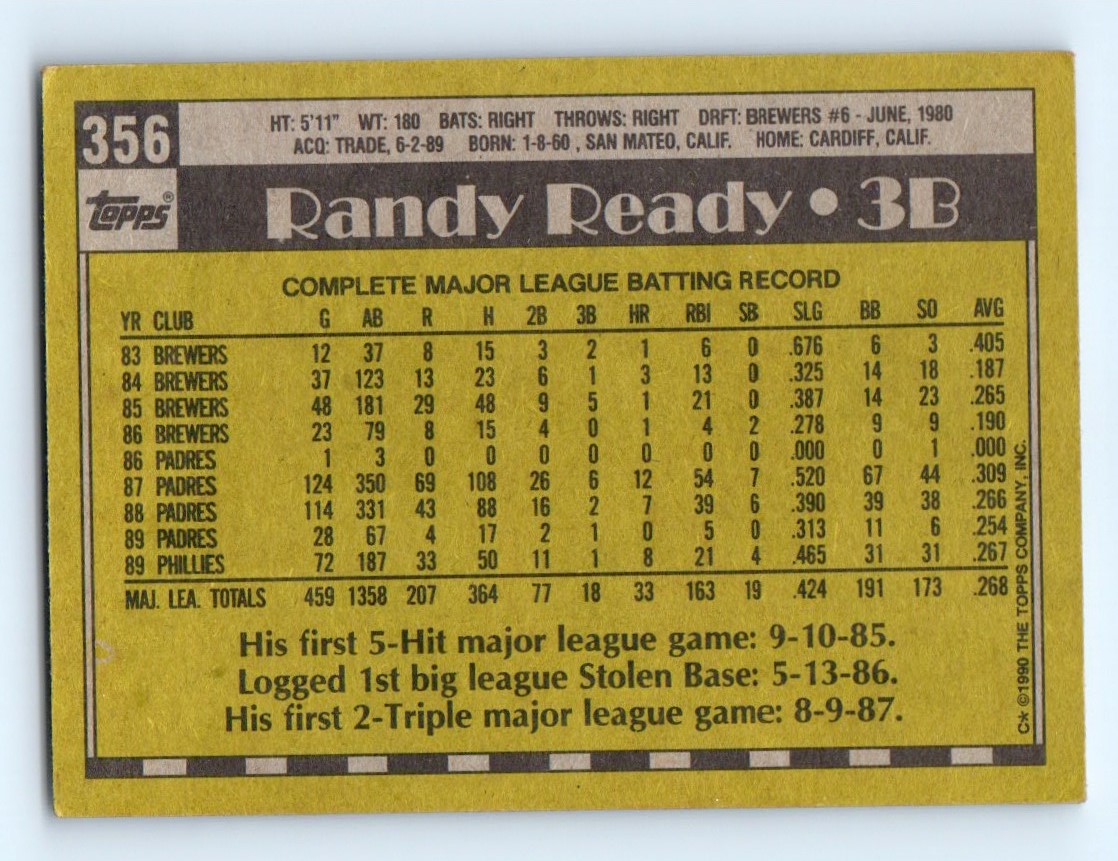 356
HT: 5'11" WT: 180 BATS: RIGHT THROWS: RIGHT DRFT: BREWERS #6 - JUNE, 1980
ACQ: TRADE, 6-2-89 BORN: 1-8-60 , SAN MATEO, CALIF. HOME: CARDIFF, CALIF.
topps®
Randy Ready • 3B
COMPLETE MAJOR LEAGUE BATTING RECORD
YR CLUB G AB R H 2B 3B HR RBI SB SLG BB SO AVG
83 BREWERS 12 37 8 15 3 2 1 6 0 .676 6 3 .405
84 BREWERS 37 123 13 23 6 1 3 13 0 .325 14 18 .187
85 BREWERS 48 181 29 48 9 5 1 21 0 .387 14 23 .265
86 BREWERS 23 79 8 15 4 0 1 4 2 .278 9 9 .190
86 PADRES 1 3 0 0 0 0 0 0 0 .000 0 1 .000
87 PADRES 124 350 69 108 26 6 12 54 7 .520 67 44 .309
88 PADRES 114 331 43 88 16 2 7 39 6 .390 39 38 .266
89 PADRES 28 67 4 17 2 1 0 5 0 .313 11 6 .254
89 PHILLIES 72 187 33 50 11 1 8 21 4 .465 31 31 .267
MAJ. LEA. TOTALS 459 1358 207 364 77 18 33 163 19 .424 191 173 .268
His first 5-Hit major league game: 9-10-85.
Logged 1st big league Stolen Base: 5-13-86.
His first 2-Triple major league game: 8-9-87.
C* ©1990 THE TOPPS COMPANY, INC.